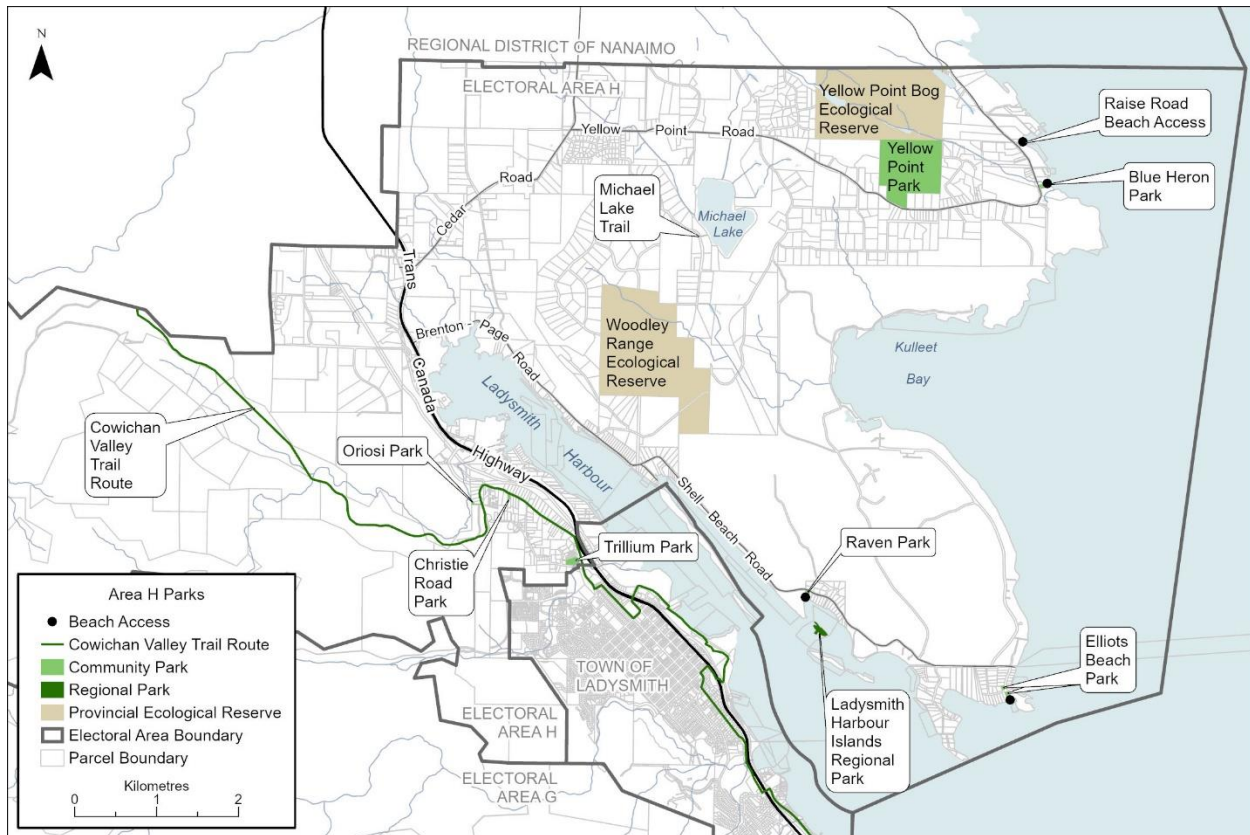 N
REGIONAL DISTRICT OF NANAIMO
ELECTORAL AREA H
Yellow Point Road
Yellow Point Bog
Ecological
Reserve
Yellow
Point
Park
Raise Road
Beach Access
Blue Heron
Park
Cedar Road
Michael
Lake
Trail
Michael
Lake
Trans Canada Highway
Brenton - Page Road
Woodley
Range
Ecological
Reserve
Kulleet
Bay
Ladysmith
Harbour
Cowichan
Valley
Trail
Route
Oriosi Park
Christie
Road
Park
Trillium Park
Shell Beach Road
Raven Park
Elliots
Beach
Park
Ladysmith
Harbour
Islands
Regional
Park
TOWN OF
LADYSMITH
ELECTORAL
AREA H
ELECTORAL
AREA G
Area H Parks
Beach Access
Cowichan Valley Trail Route
Community Park
Regional Park
Provincial Ecological Reserve
Electoral Area Boundary
Parcel Boundary
Kilometres
0 1 2